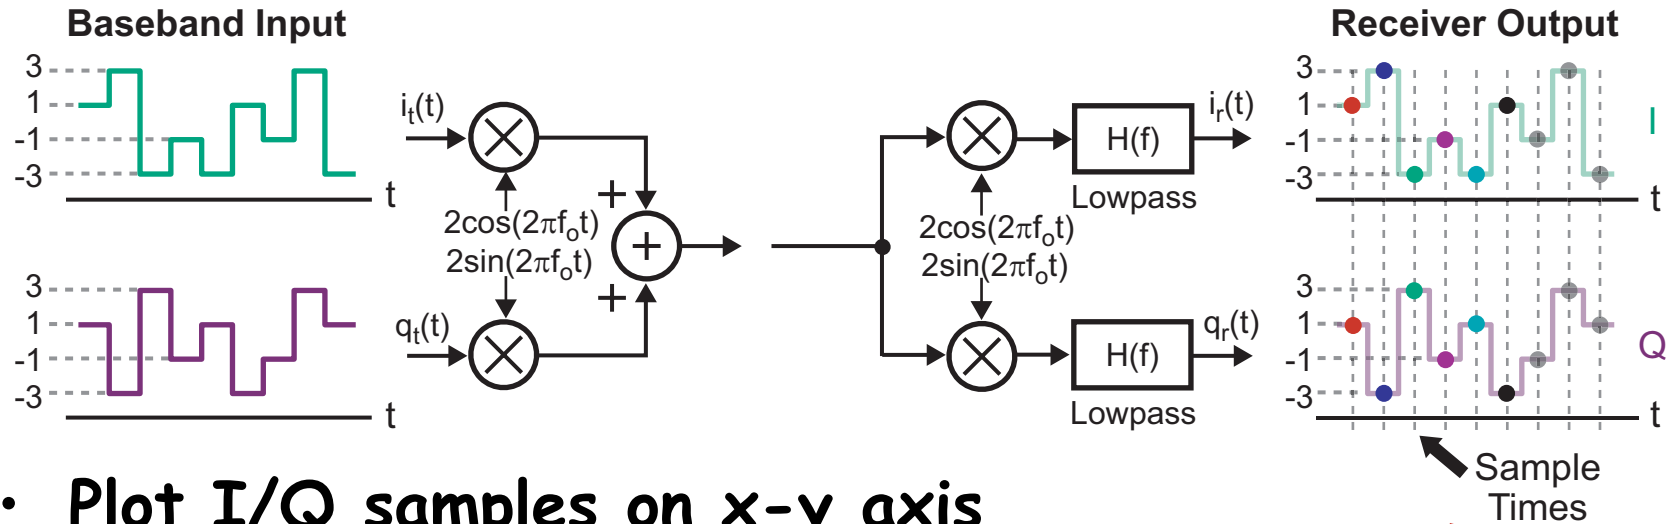 Baseband Input
3
1
-1
-3
t
3
1
-1
-3
t
i_t(t)
2cos(2πf_ot)
2sin(2πf_ot)
q_t(t)
+
+
+
2cos(2πf_ot)
2sin(2πf_ot)
H(f)
Lowpass
H(f)
Lowpass
i_r(t)
q_r(t)
Receiver Output
3
1
-1
-3
I
t
3
1
-1
-3
Q
t
Sample
Times
• Plot I/Q samples on x-y axis